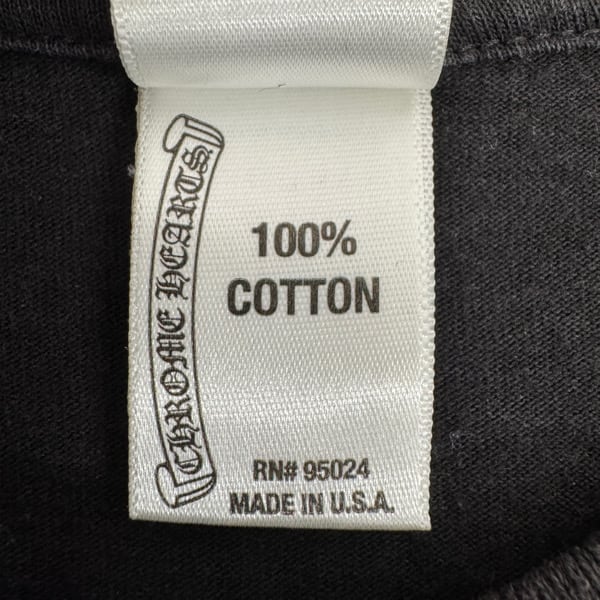 CHROME HEARTS
100%
COTTON
RN# 95024
MADE IN U.S.A.